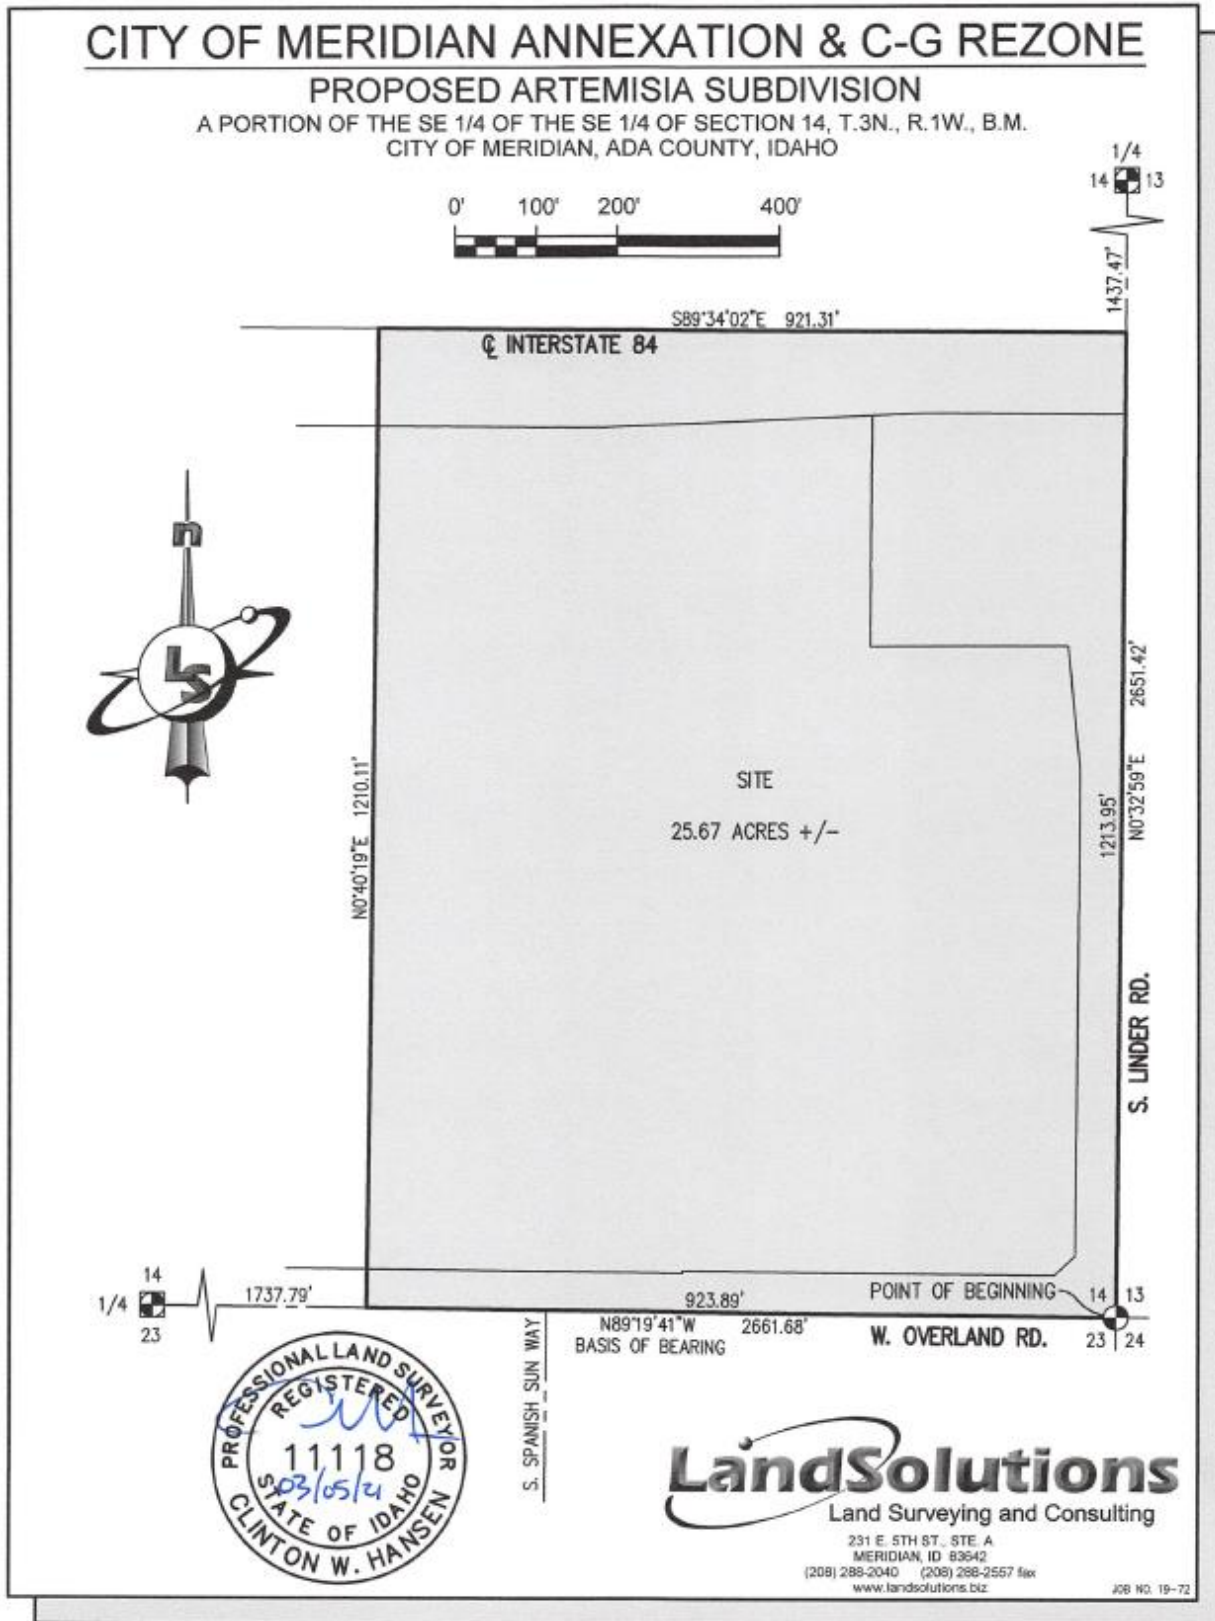 CITY OF MERIDIAN ANNEXATION & C-G REZONE
PROPOSED ARTEMISIA SUBDIVISION
A PORTION OF THE SE 1/4 OF THE SE 1/4 OF SECTION 14, T.3N., R.1W., B.M.
CITY OF MERIDIAN, ADA COUNTY, IDAHO
1/4
14 13
0' 100' 200' 400'
1437.47'
S89°34'02"E 921.31'
℄ INTERSTATE 84
n
LS
N0°40'19"E 1210.11'
SITE
25.67 ACRES +/-
1213.95'
N0°32'59"E 2651.42'
S. LINDER RD.
14
1/4
23
1737.79'
923.89'
POINT OF BEGINNING
14 13
23 24
N89°19'41"W 2661.68'
BASIS OF BEARING
W. OVERLAND RD.
S. SPANISH SUN WAY
PROFESSIONAL LAND SURVEYOR
REGISTERED
11118
03/05/21
STATE OF IDAHO
CLINTON W. HANSEN
LandSolutions
Land Surveying and Consulting
231 E. 5TH ST., STE. A
MERIDIAN, ID 83642
(208) 288-2040 (208) 288-2557 fax
www.landsolutions.biz
JOB NO. 19-72